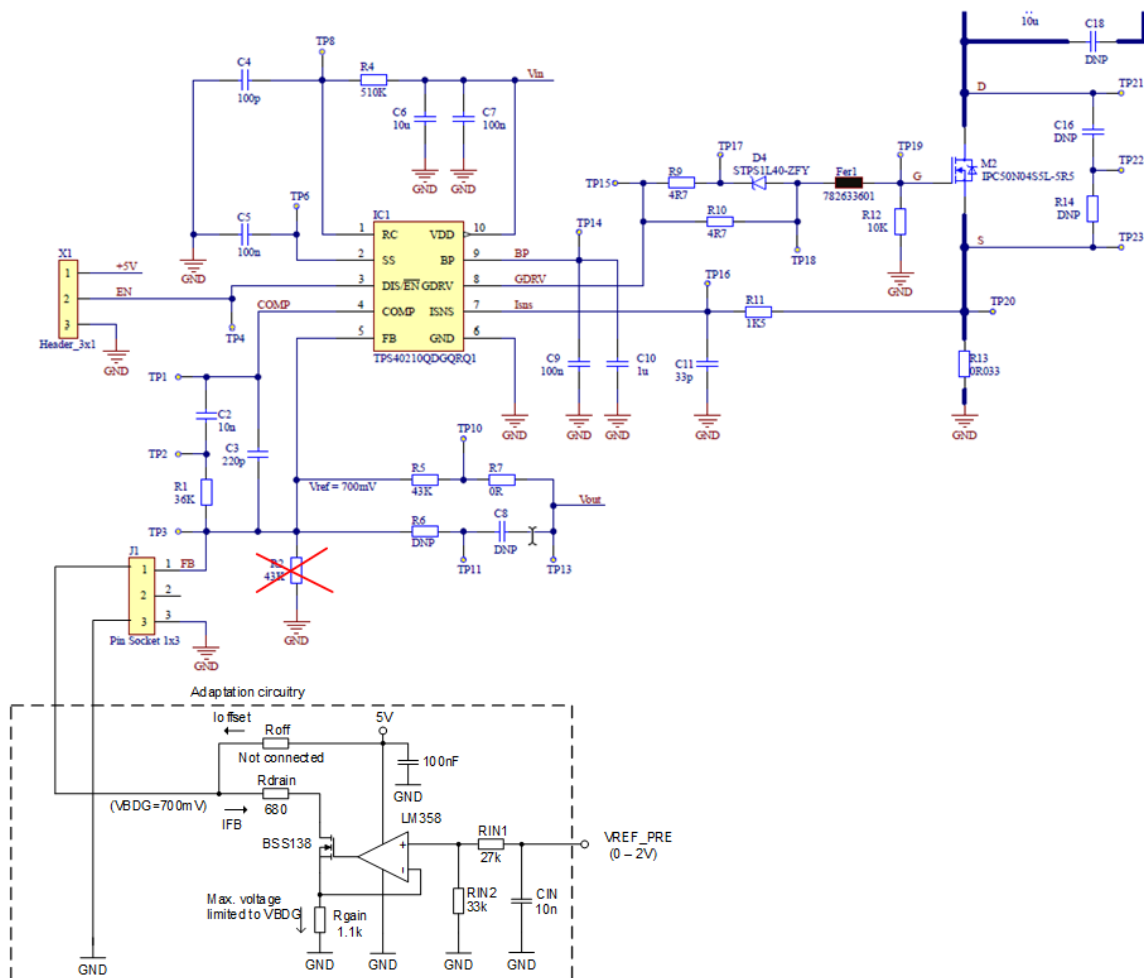 10u
C18
DNP
TP8
C4
100p
R4
510K
Vin
C6
10u
C7
100n
GND
GND
D
TP21
C16
DNP
TP22
R14
DNP
TP23
S
TP17
D4
STPS1L40-ZFY
TP15
R9
4R7
R10
4R7
TP18
Fer1
782633601
TP19
G
M2
IPC50N04S5L-5R5
R12
10K
GND
TP6
C5
100n
GND
IC1
1 RC VDD 10
2 SS BP 9
3 DIS/EN GDRV 8
4 COMP ISNS 7
5 FB GND 6
TPS40210QDGQRQ1
TP14
BP
GDRV
Isns
TP16
R11
1K5
TP20
X1
1 +5V
2 EN
3
Header_3x1
GND
TP4
COMP
C9
100n
C10
1u
C11
33p
R13
0R033
GND
GND
GND
GND
GND
TP1
C2
10n
TP2
C3
220p
R1
36K
TP3
TP10
Vref = 700mV
R5
43K
R7
0R
Vout
R6
DNP
C8
DNP
TP11
TP13
R2
43K
GND
J1
1 1 FB
2 2
3 3
Pin Socket 1x3
GND
Adaptation circuitry
Ioffset
Roff
Not connected
5V
100nF
GND
(VBDG=700mV)
Rdrain
680
IFB
BSS138
LM358
+
RIN1
27k
VREF_PRE
(0 – 2V)
RIN2
33k
CIN
10n
Max. voltage
limited to VBDG
Rgain
1.1k
GND
GND
GND
GND
GND